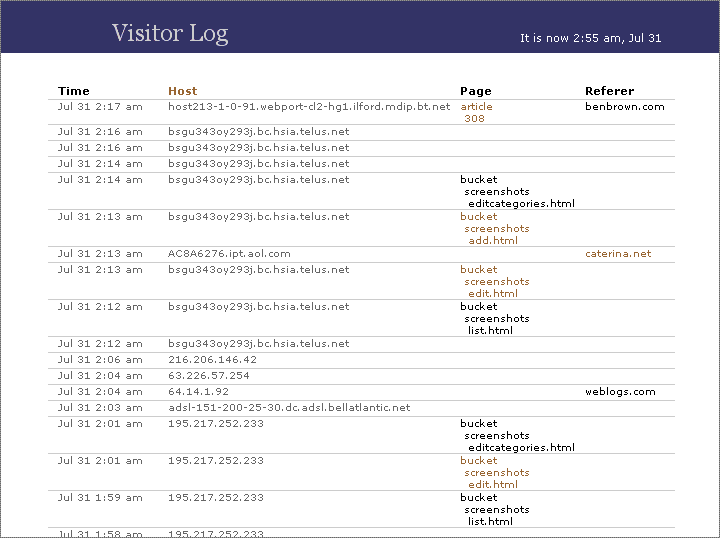 Visitor Log
It is now 2:55 am, Jul 31
Time Host Page Referer
Jul 31 2:17 am host213-1-0-91.webport-cl2-hg1.ilford.mdip.bt.net article benbrown.com
308
Jul 31 2:16 am bsgu343oy293j.bc.hsia.telus.net
Jul 31 2:16 am bsgu343oy293j.bc.hsia.telus.net
Jul 31 2:14 am bsgu343oy293j.bc.hsia.telus.net
Jul 31 2:14 am bsgu343oy293j.bc.hsia.telus.net bucket
screenshots
editcategories.html
Jul 31 2:13 am bsgu343oy293j.bc.hsia.telus.net bucket
screenshots
add.html
Jul 31 2:13 am AC8A6276.ipt.aol.com caterina.net
Jul 31 2:13 am bsgu343oy293j.bc.hsia.telus.net bucket
screenshots
edit.html
Jul 31 2:12 am bsgu343oy293j.bc.hsia.telus.net bucket
screenshots
list.html
Jul 31 2:12 am bsgu343oy293j.bc.hsia.telus.net
Jul 31 2:06 am 216.206.146.42
Jul 31 2:04 am 63.226.57.254
Jul 31 2:04 am 64.14.1.92 weblogs.com
Jul 31 2:03 am adsl-151-200-25-30.dc.adsl.bellatlantic.net
Jul 31 2:01 am 195.217.252.233 bucket
screenshots
editcategories.html
Jul 31 2:01 am 195.217.252.233 bucket
screenshots
edit.html
Jul 31 1:59 am 195.217.252.233 bucket
screenshots
list.html
Jul 31 1:58 am 195.217.252.233